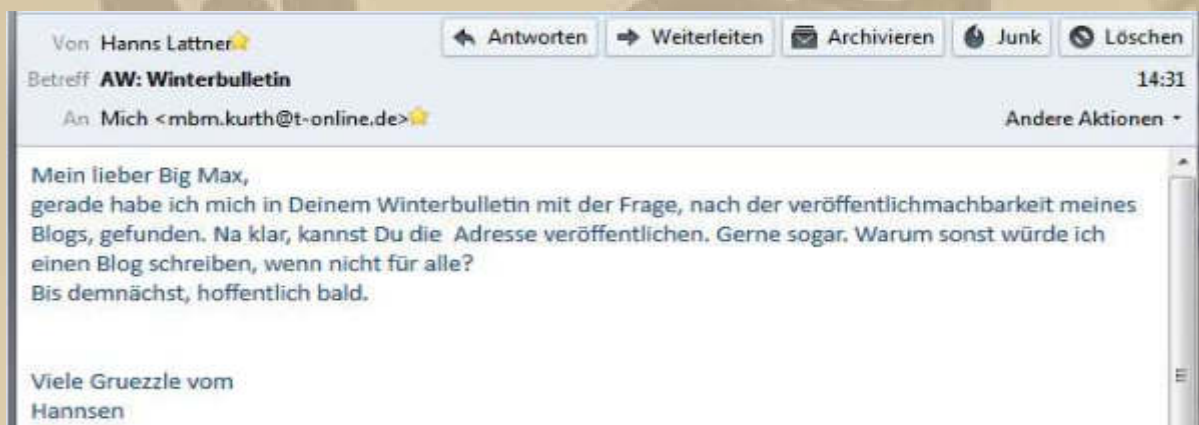 Von Hanns Lattner Antworten Weiterleiten Archivieren Junk Löschen
Betreff AW: Winterbulletin 14:31
An Mich <mbm.kurth@t-online.de> Andere Aktionen
Mein lieber Big Max,
gerade habe ich mich in Deinem Winterbulletin mit der Frage, nach der veröffentlichmachbarkeit meines
Blogs, gefunden. Na klar, kannst Du die Adresse veröffentlichen. Gerne sogar. Warum sonst würde ich
einen Blog schreiben, wenn nicht für alle?
Bis demnächst, hoffentlich bald.
Viele Gruezzle vom
Hannsen